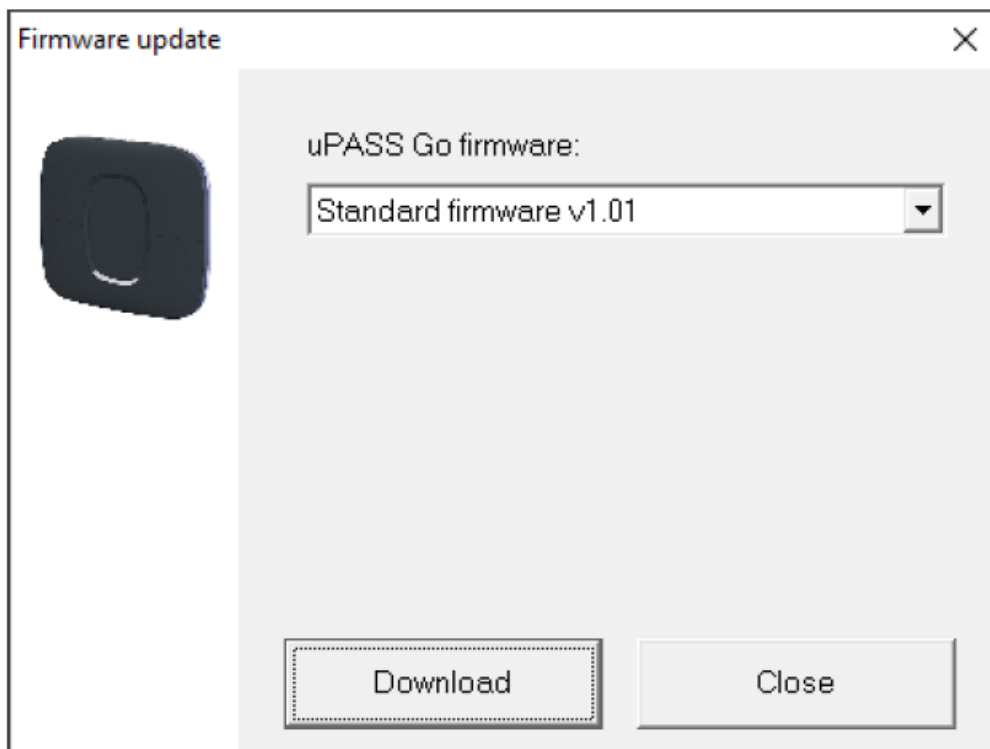 Firmware update
uPASS Go firmware:
Standard firmware v1.01
Download
Close